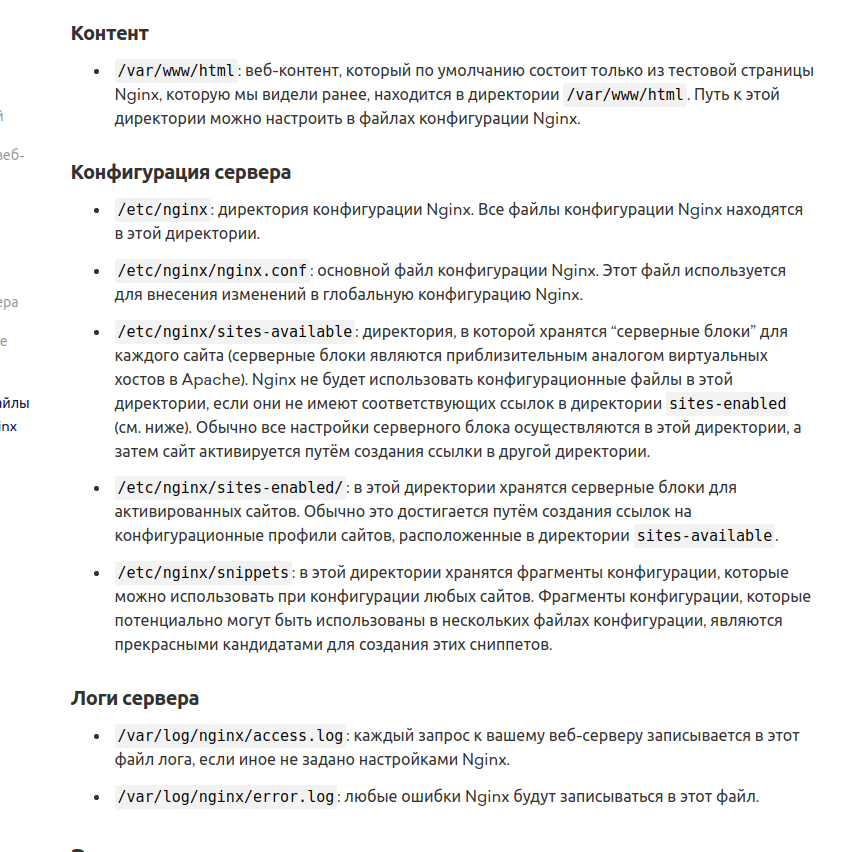 Контент
/var/www/html: веб-контент, который по умолчанию состоит только из тестовой страницы
Nginx, которую мы видели ранее, находится в директории /var/www/html. Путь к этой
директории можно настроить в файлах конфигурации Nginx.
й
веб-
Конфигурация сервера
/etc/nginx: директория конфигурации Nginx. Все файлы конфигурации Nginx находятся
в этой директории.
/etc/nginx/nginx.conf: основной файл конфигурации Nginx. Этот файл используется
для внесения изменений в глобальную конфигурацию Nginx.
ера
/etc/nginx/sites-available: директория, в которой хранятся “серверные блоки” для
е
каждого сайта (серверные блоки являются приблизительным аналогом виртуальных
хостов в Apache). Nginx не будет использовать конфигурационные файлы в этой
айлы
директории, если они не имеют соответствующих ссылок в директории sites-enabled
inx
(см. ниже). Обычно все настройки серверного блока осуществляются в этой директории, а
затем сайт активируется путём создания ссылки в другой директории.
/etc/nginx/sites-enabled/: в этой директории хранятся серверные блоки для
активированных сайтов. Обычно это достигается путём создания ссылок на
конфигурационные профили сайтов, расположенные в директории sites-available.
/etc/nginx/snippets: в этой директории хранятся фрагменты конфигурации, которые
можно использовать при конфигурации любых сайтов. Фрагменты конфигурации, которые
потенциально могут быть использованы в нескольких файлах конфигурации, являются
прекрасными кандидатами для создания этих сниппетов.
Логи сервера
/var/log/nginx/access.log: каждый запрос к вашему веб-серверу записывается в этот
файл лога, если иное не задано настройками Nginx.
/var/log/nginx/error.log: любые ошибки Nginx будут записываться в этот файл.